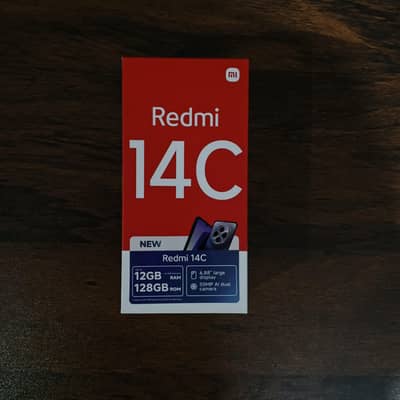 mi
Redmi
14C
NEW
Redmi 14C
12GB RAM
128GB ROM
6.88" large
display
50MP AI dual
camera